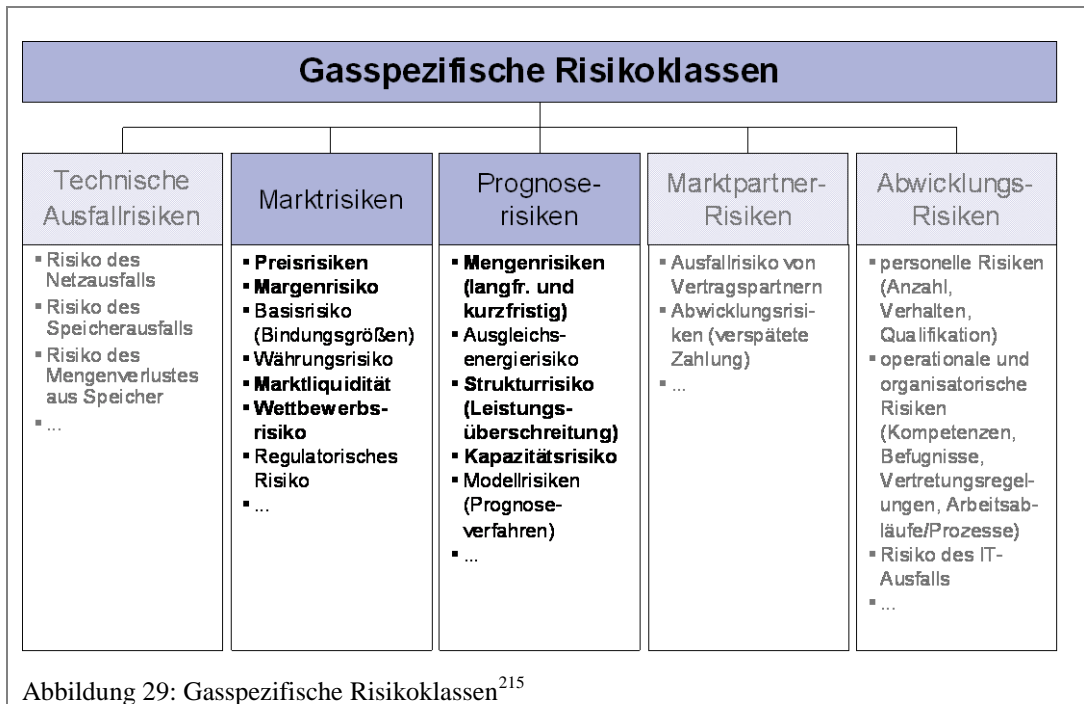 Gasspezifische Risikoklassen
Technische
Ausfallrisiken
▪ Risiko des
Netzausfalls
▪ Risiko des
Speicherausfalls
▪ Risiko des
Mengenverlustes
aus Speicher
▪ ...
Marktrisiken
▪ Preisrisiken
▪ Margenrisiko
▪ Basisrisiko
(Bindungsgrößen)
▪ Währungsrisiko
▪ Marktliquidität
▪ Wettbewerbs-
risiko
▪ Regulatorisches
Risiko
▪ ...
Prognose-
risiken
▪ Mengenrisiken
(langfr. und
kurzfristig)
▪ Ausgleichs-
energierisiko
▪ Strukturrisiko
(Leistungs-
überschreitung)
▪ Kapazitätsrisiko
▪ Modellrisiken
(Prognose-
verfahren)
▪ ...
Marktpartner-
Risiken
▪ Ausfallrisiko von
Vertragspartnern
▪ Abwicklungsrisi-
ken (verspätete
Zahlung)
▪ ...
Abwicklungs-
Risiken
▪ personelle Risiken
(Anzahl,
Verhalten,
Qualifikation)
▪ operationale und
organisatorische
Risiken
(Kompetenzen,
Befugnisse,
Vertretungsregel-
ungen, Arbeitsab-
läufe/Prozesse)
▪ Risiko des IT-
Ausfalls
▪ ...
Abbildung 29: Gasspezifische Risikoklassen215